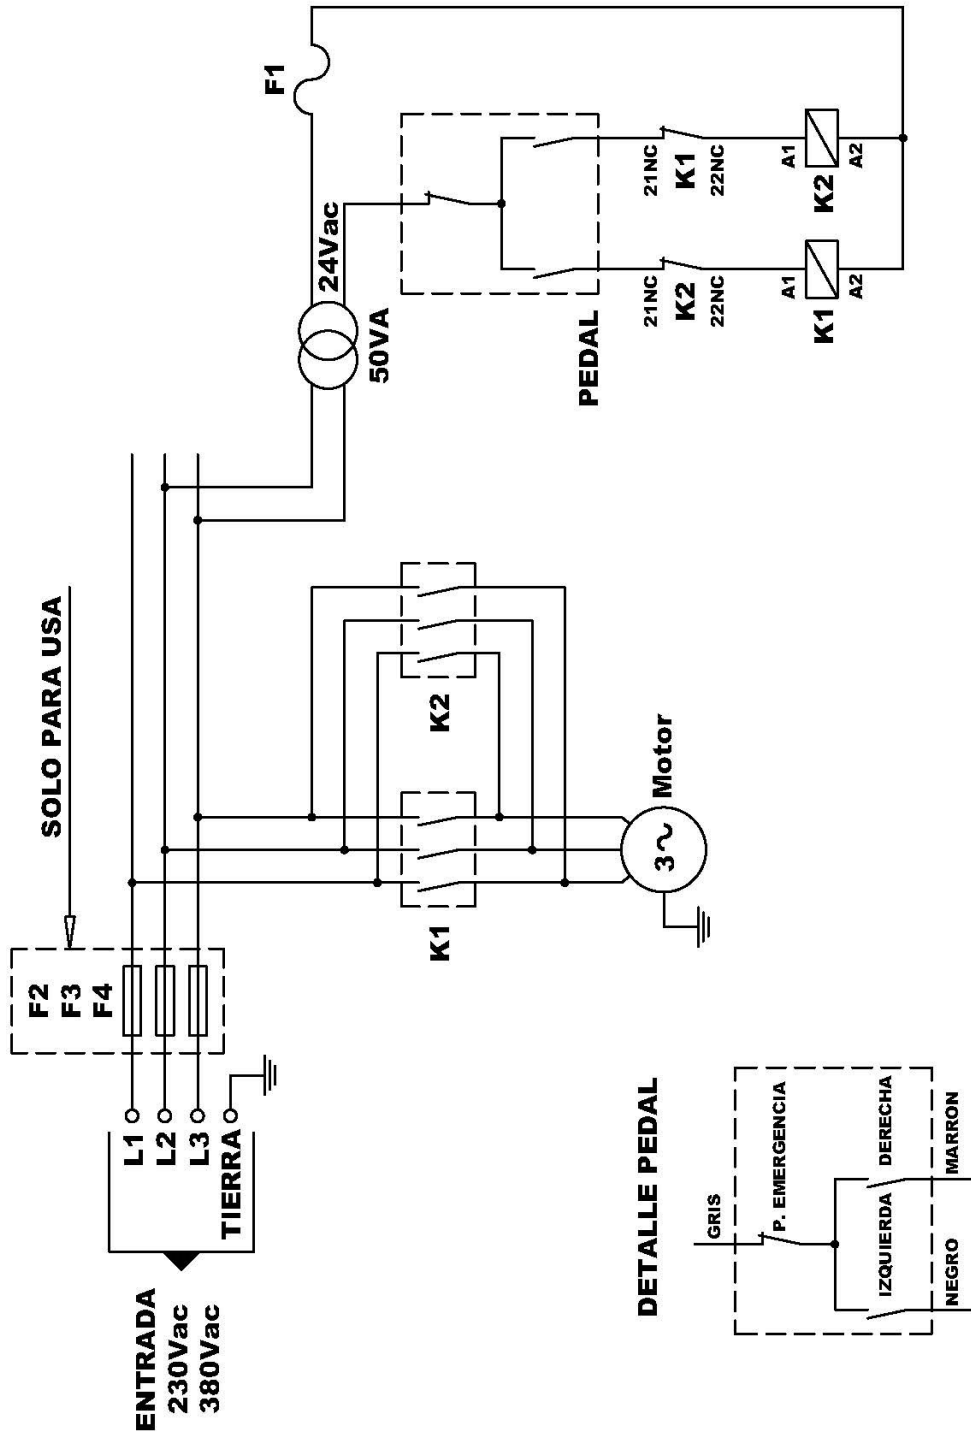 SOLO PARA USA
F2
F3
F4
ENTRADA
230Vac
380Vac
L1
L2
L3
TIERRA
K1
K2
3~
Motor
24Vac
50VA
F1
PEDAL
21NC
K2
22NC
21NC
K1
22NC
A1
K1
A2
A1
K2
A2
DETALLE PEDAL
GRIS
P. EMERGENCIA
IZQUIERDA
DERECHA
NEGRO
MARRON